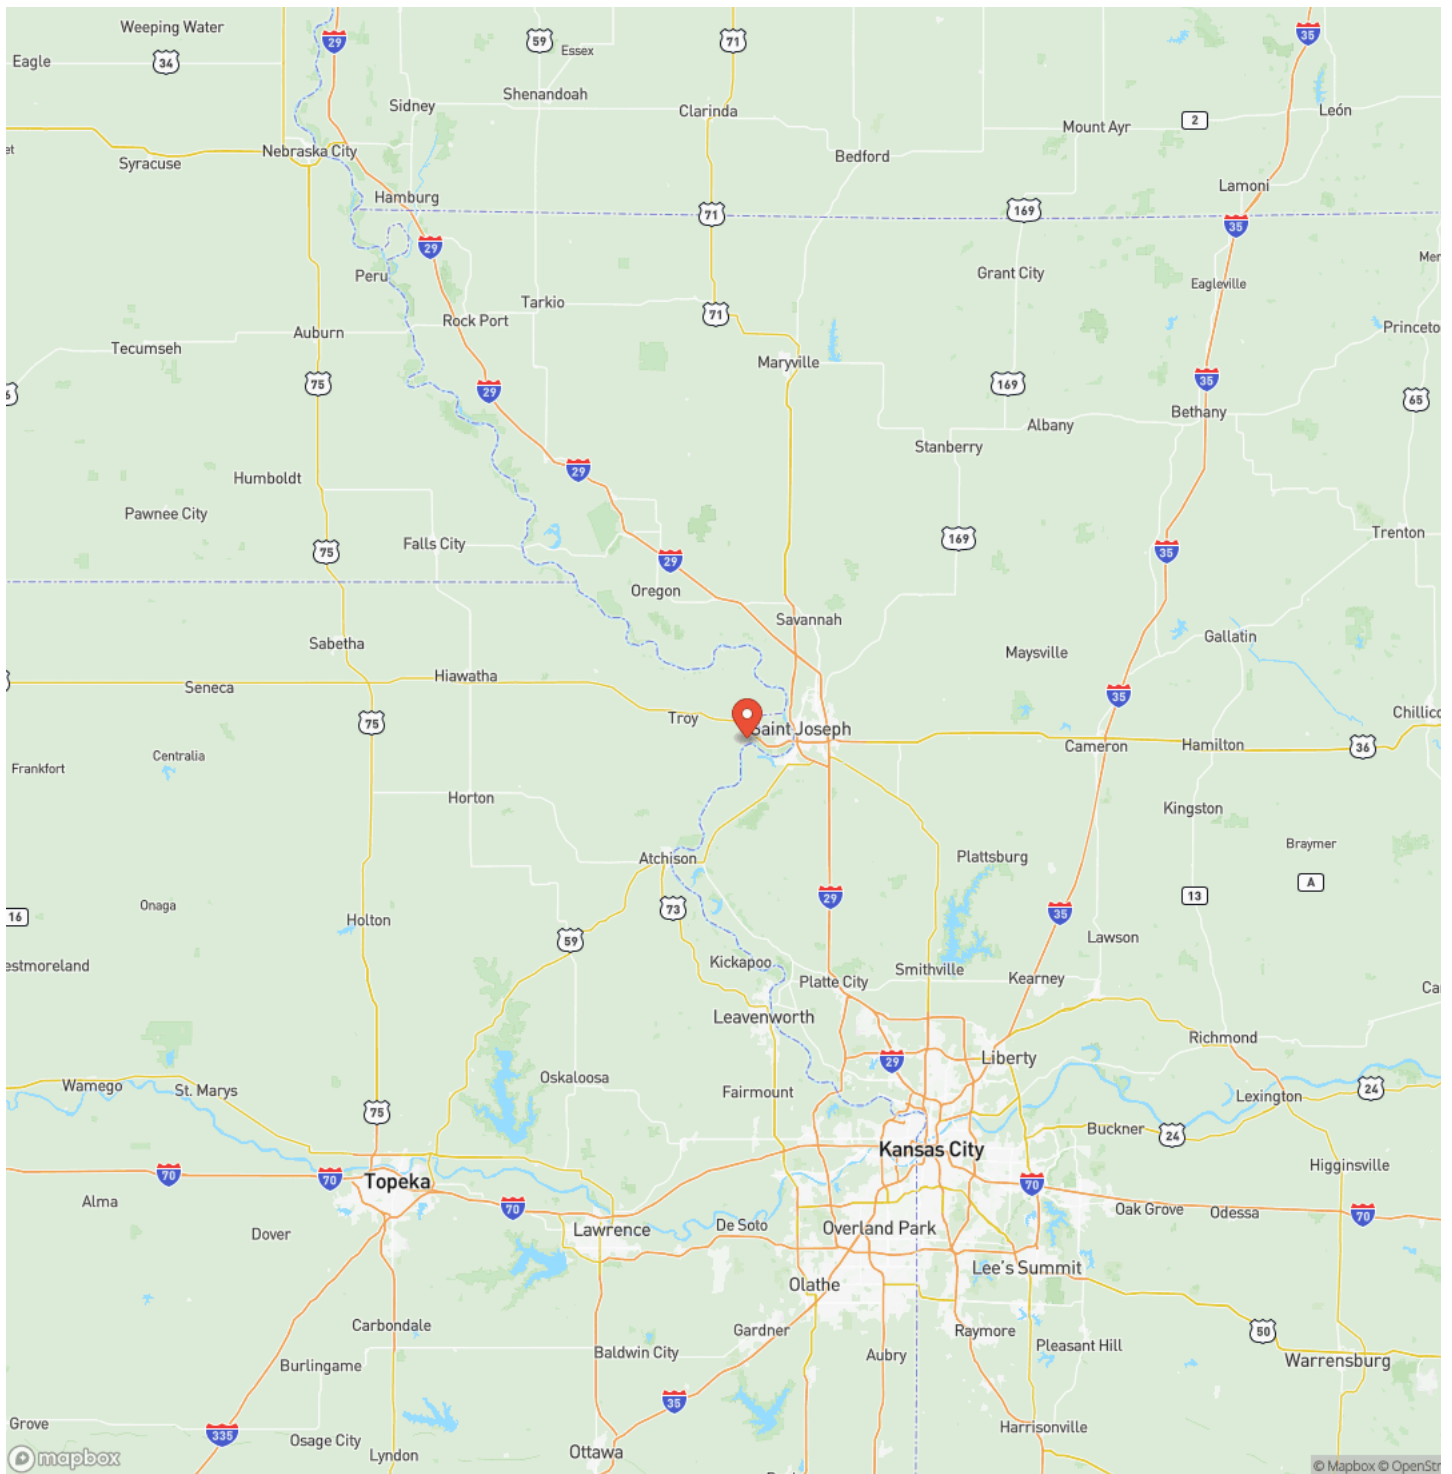 Weeping Water
29
59
Essex
71
35
Eagle
34
Shenandoah
Sidney
Clarinda
León
2
Mount Ayr
Nebraska City
Syracuse
Bedford
Lamoni
Hamburg
71
169
35
29
Peru
Grant City
Eagleville
Tarkio
71
Rock Port
Auburn
Tecumseh
Maryville
75
169
35
29
65
Albany
Bethany
Stanberry
29
Humboldt
Pawnee City
Falls City
75
169
35
Trenton
29
Oregon
Savannah
Gallatin
Sabetha
Maysville
Hiawatha
Seneca
35
Troy
75
Saint Joseph
Cameron
Hamilton
36
Centralia
Frankfort
Horton
Kingston
Braymer
Atchison
Plattsburg
A
29
13
Onaga
73
35
16
Holton
59
Lawson
Kickapoo
Smithville
Kearney
Platte City
Leavenworth
Richmond
29
Liberty
Oskaloosa
Wamego
St. Marys
Fairmount
24
Lexington
75
Buckner
24
Kansas City
Higginsville
70
70
Topeka
70
Alma
70
Oak Grove
Odessa
70
De Soto
Lawrence
Overland Park
Dover
Lee's Summit
Olathe
Carbondale
Gardner
Raymore
50
Pleasant Hill
Baldwin City
Aubry
Warrensburg
Burlingame
35
Grove
335
Osage City
Harrisonville
Lyndon
Ottawa
mapbox
© Mapbox © OpenStr